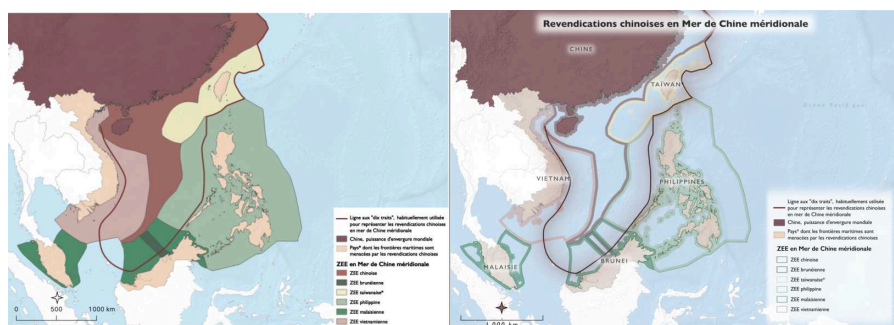 Ligne aux "dix traits", habituellement utilisée
pour représenter les revendications chinoises
en mer de Chine méridionale
Chine, puissance d'envergure mondiale
Pays* dont les frontières maritimes sont
menacées par les revendications chinoises
ZEE en Mer de Chine méridionale
ZEE chinoise
ZEE brunéienne
ZEE taiwanaise*
ZEE philippine
ZEE malaisienne
ZEE vietnamienne
0 500 1000 km
Revendications chinoises en Mer de Chine méridionale
CHINE
TAÏWAN
Océan Pacifique
VIETNAM
PHILIPPINES
MALAISIE
BRUNEI
Ligne aux "dix traits", habituellement utilisée
pour représenter les revendications chinoises
en mer de Chine méridionale
Chine, puissance d'envergure mondiale
Pays* dont les frontières maritimes sont
menacées par les revendications chinoises
ZEE en Mer de Chine méridionale
ZEE chinoise
ZEE brunéienne
ZEE taiwanaise*
ZEE philippine
ZEE malaisienne
ZEE vietnamienne
1 000 km